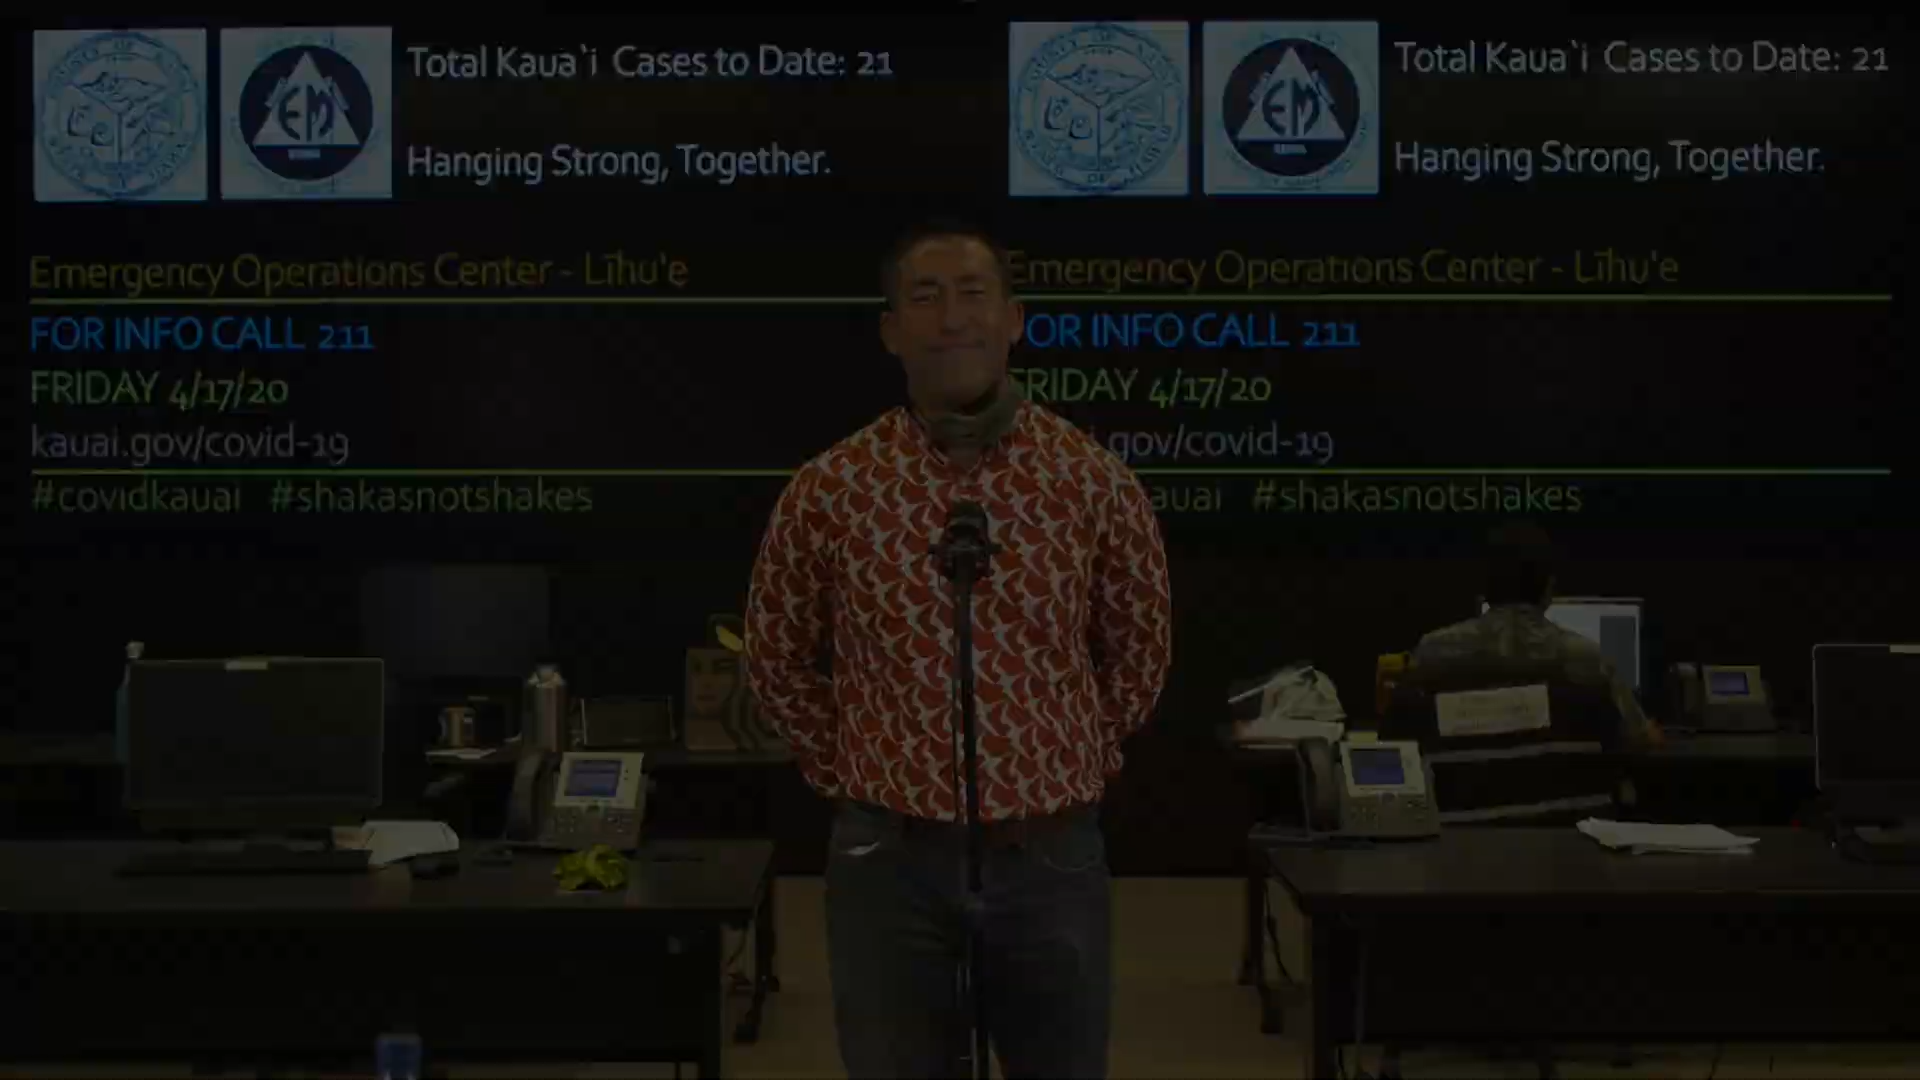 Total Kaua`i Cases to Date: 21
Hanging Strong, Together.
EM
Emergency Operations Center - Līhu'e
FOR INFO CALL 211
FRIDAY 4/17/20
kauai.gov/covid-19
#covidkauai #shakasnotshakes
Total Kaua`i Cases to Date: 21
Hanging Strong, Together.
EM
Emergency Operations Center - Līhu'e
OR INFO CALL 211
RIDAY 4/17/20
.gov/covid-19
auai #shakasnotshakes